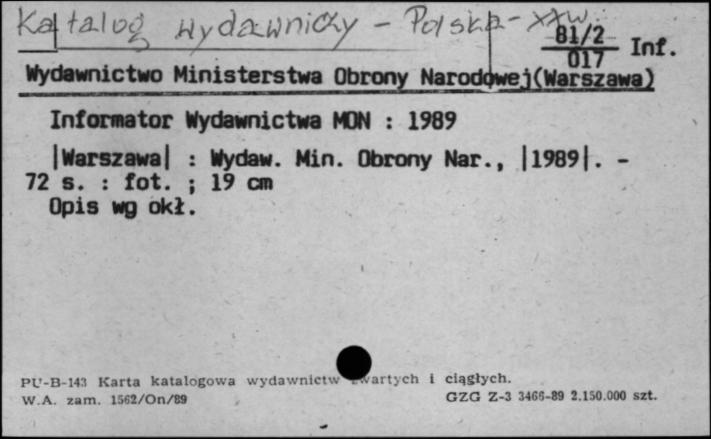 Katalog wydawniczy - Polska - XXw.
81/2
017 Inf.
Wydawnictwo Ministerstwa Obrony Narodowej(Warszawa)
Informator Wydawnictwa MON : 1989
|Warszawa| : Wydaw. Min. Obrony Nar., |1989|. -
72 s. : fot. ; 19 cm
Opis wg okł.
PU-B-143 Karta katalogowa wydawnictw zwartych i ciągłych.
W.A. zam. 1562/On/89 GZG Z-3 3466-89 2.150.000 szt.